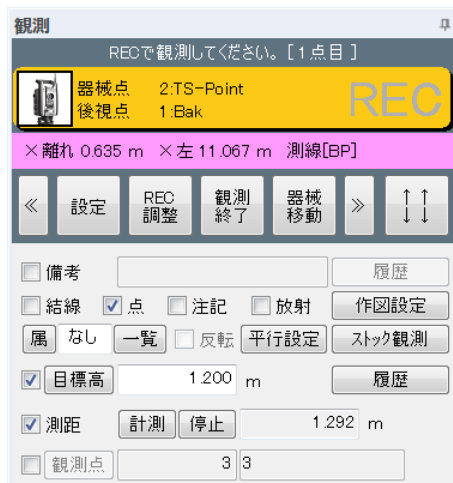 観測
RECで観測してください。[1点目]
器械点 2:TS-Point
後視点 1:Bak
REC
×離れ 0.635 m ×左 11.067 m 測線[BP]
≪ 設定 REC調整 観測終了 器械移動 ≫ ↑↑↓↓
備考 履歴
結線 点 注記 放射 作図設定
属 なし 一覧 反転 平行設定 ストック観測
目標高 1.200 m 履歴
測距 計測 停止 1.292 m
観測点 3 3